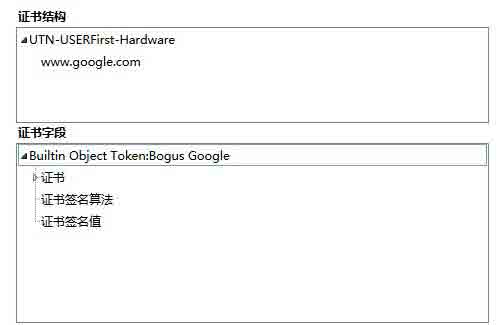 证书结构
UTN-USERFirst-Hardware
www.google.com
证书字段
Builtin Object Token:Bogus Google
证书
证书签名算法
证书签名值